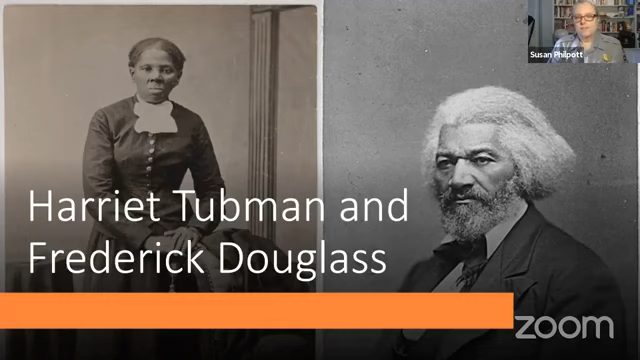 Susan Philpott
Harriet Tubman and
Frederick Douglass
zoom